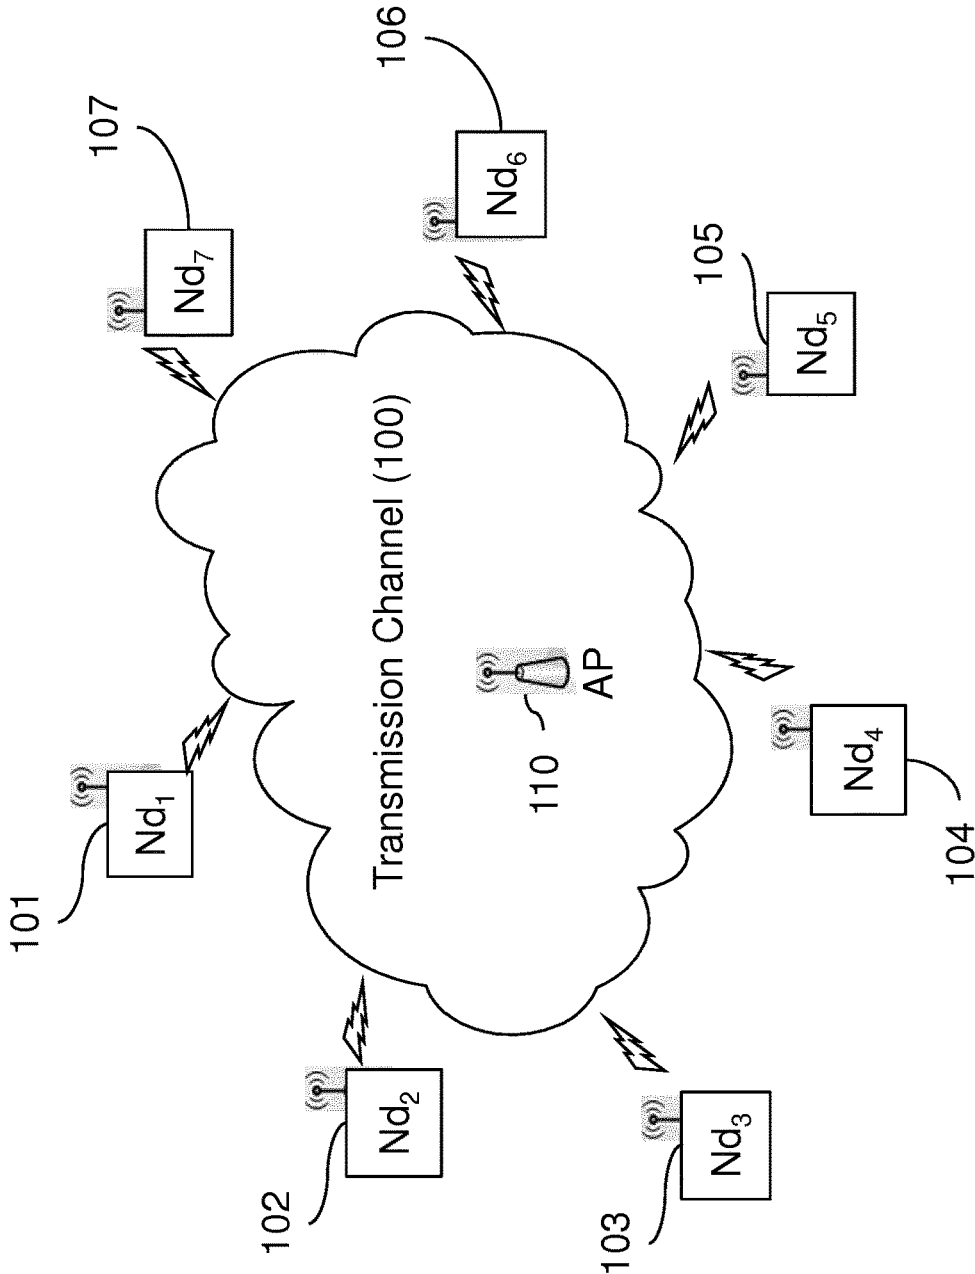 101
Nd1
107
Nd7
106
Nd6
102
Nd2
Transmission Channel (100)
110
AP
105
Nd5
103
Nd3
104
Nd4